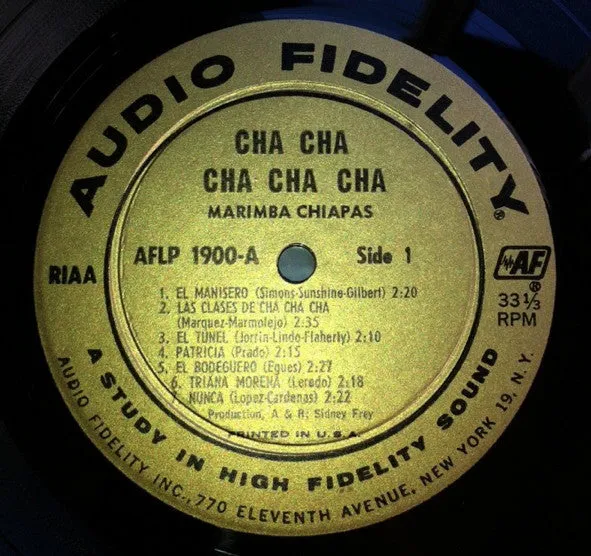 AUDIO FIDELITY®
CHA CHA
CHA CHA CHA
MARIMBA CHIAPAS
RIAA
AFLP 1900-A
Side 1
AF®
33⅓
RPM
1. EL MANISERO (Simons-Sunshine-Gilbert) 2:20
2. LAS CLASES DE CHA CHA CHA
(Marquez-Marmolejo) 2:35
3. EL TUNEL (Jorrin-Lindo-Flaherly) 2:10
4. PATRICIA (Prado) 2:15
5. EL BODEGUERO (Egues) 2:27
6. TRIANA MORENA (Leredo) 2:18
7. NUNCA (Lopez-Cardenas) 2:22
Production, A & R: Sidney Frey
PRINTED IN U.S.A.
A STUDY IN HIGH FIDELITY SOUND
AUDIO FIDELITY INC., 770 ELEVENTH AVENUE, NEW YORK 19, N.Y.